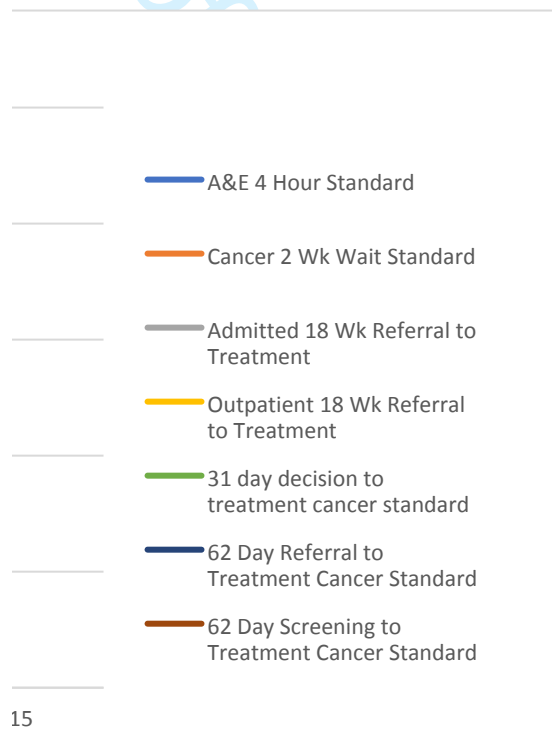 A&E 4 Hour Standard
Cancer 2 Wk Wait Standard
Admitted 18 Wk Referral to
Treatment
Outpatient 18 Wk Referral
to Treatment
31 day decision to
treatment cancer standard
62 Day Referral to
Treatment Cancer Standard
62 Day Screening to
Treatment Cancer Standard
15